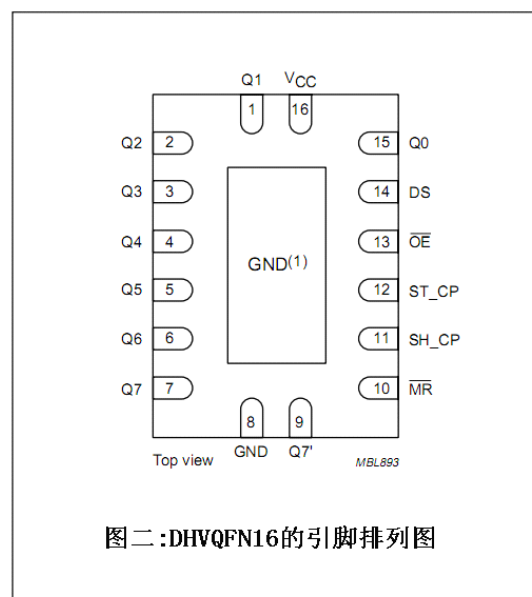 Q1 VCC
1 16
Q2 2 15 Q0
Q3 3 14 DS
Q4 4 13 O̅E̅
GND(1)
Q5 5 12 ST_CP
Q6 6 11 SH_CP
Q7 7 10 M̅R̅
8 9
Top view GND Q7' MBL893
图二:DHVQFN16的引脚排列图